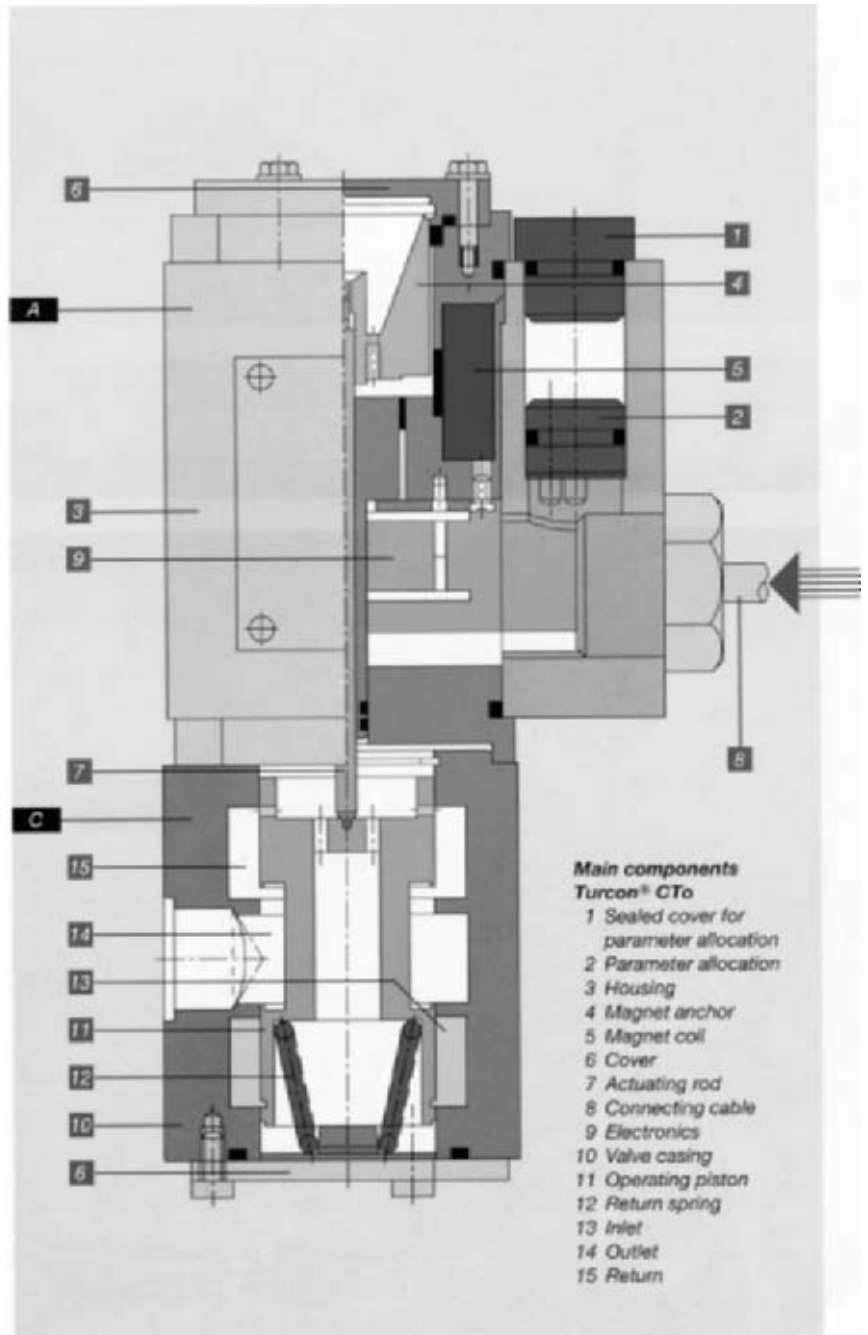 6
1
A
4
5
2
3
9
7
8
C
15
14
13
11
12
10
6
Main components
Turcon® CTo
1 Sealed cover for
parameter allocation
2 Parameter allocation
3 Housing
4 Magnet anchor
5 Magnet coil
6 Cover
7 Actuating rod
8 Connecting cable
9 Electronics
10 Valve casing
11 Operating piston
12 Return spring
13 Inlet
14 Outlet
15 Return